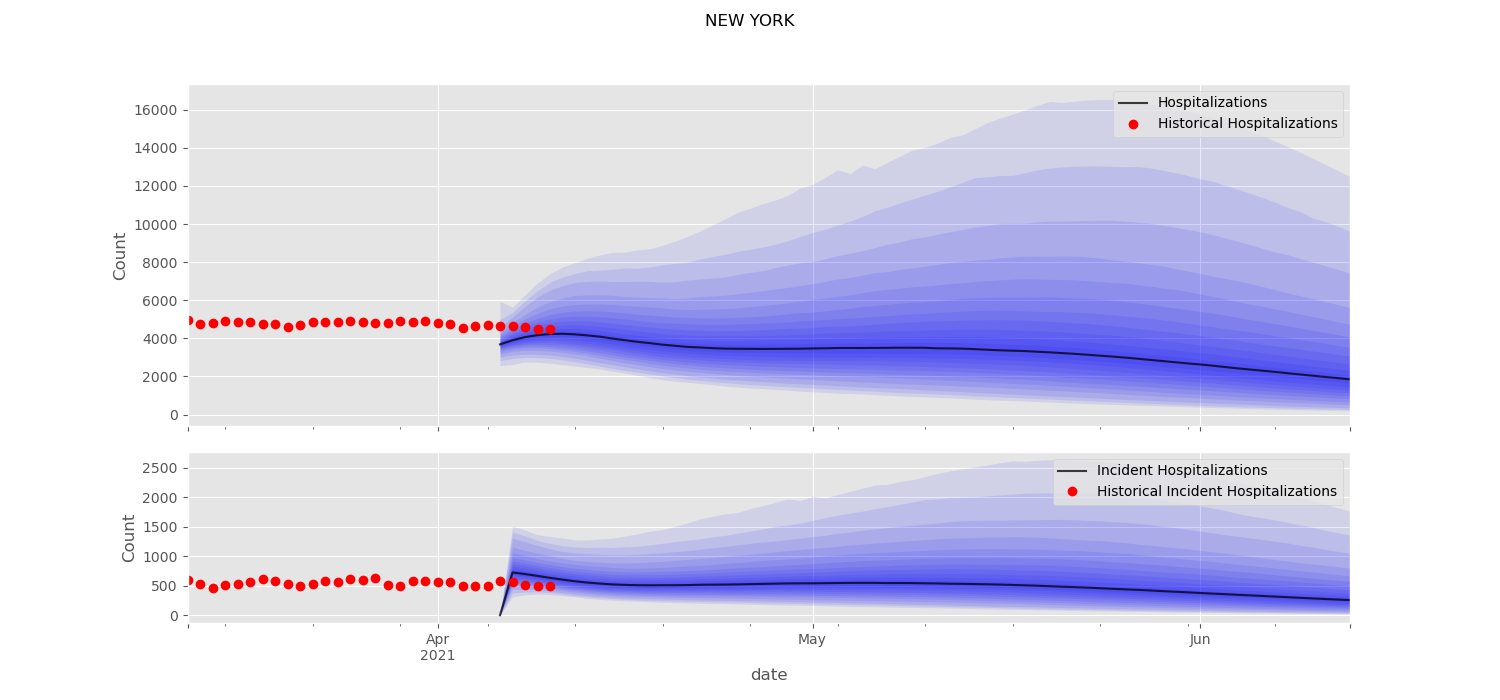 NEW YORK
Count
16000
14000
12000
10000
8000
6000
4000
2000
0
Hospitalizations
Historical Hospitalizations
Count
2500
2000
1500
1000
500
0
Incident Hospitalizations
Historical Incident Hospitalizations
Apr
2021
May
Jun
date